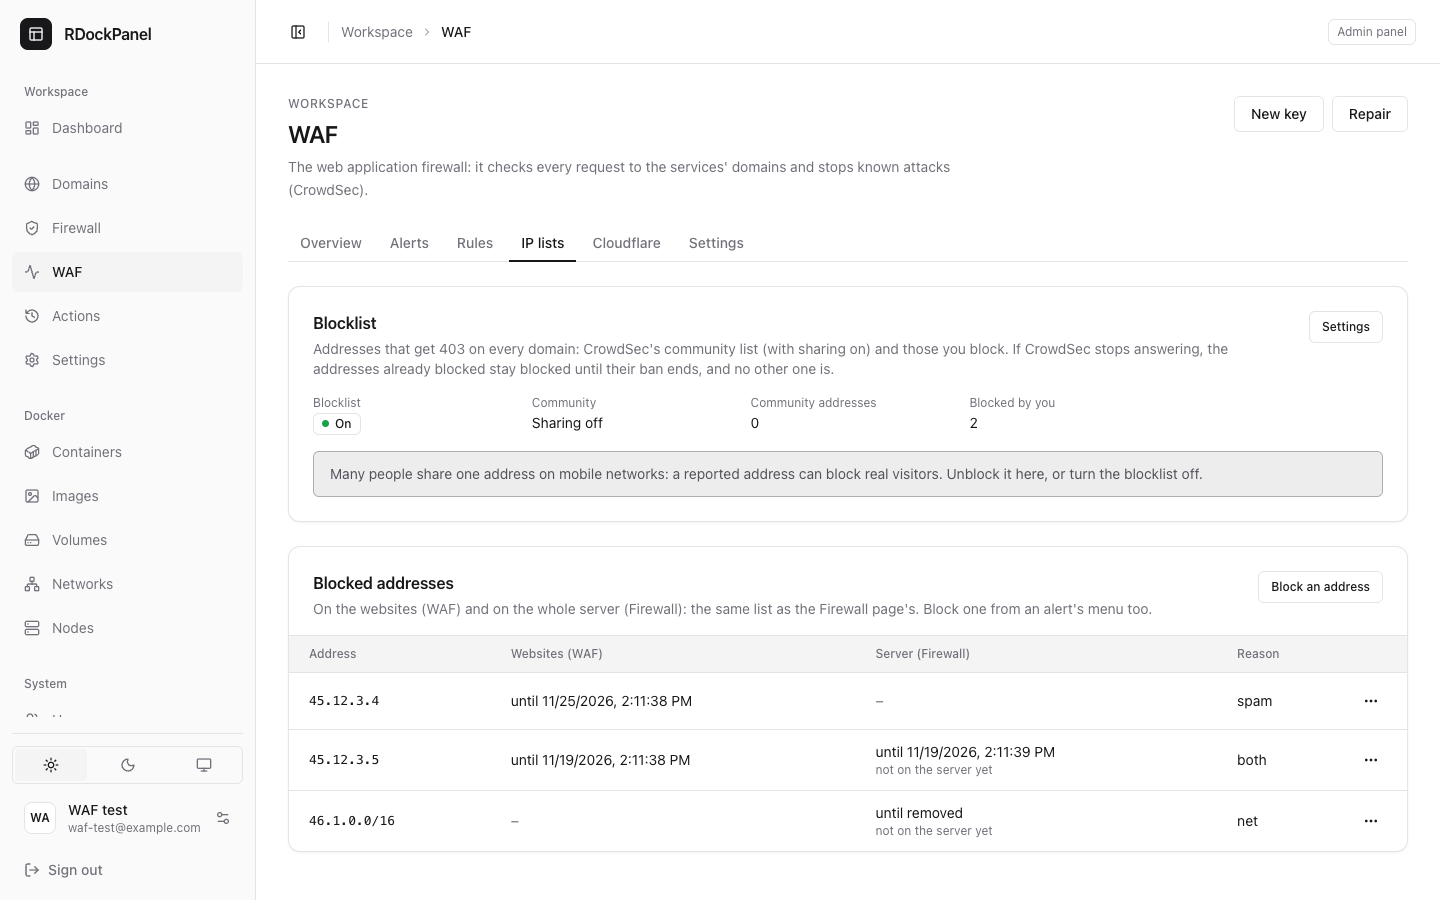 RDockPanel
Workspace
Dashboard
Domains
Firewall
WAF
Actions
Settings
Docker
Containers
Images
Volumes
Networks
Nodes
System
WA
WAF test
waf-test@example.com
Sign out
Workspace > WAF
Admin panel
WORKSPACE
WAF
The web application firewall: it checks every request to the services' domains and stops known attacks
(CrowdSec).
New key
Repair
Overview Alerts Rules IP lists Cloudflare Settings
Blocklist
Settings
Addresses that get 403 on every domain: CrowdSec's community list (with sharing on) and those you block. If CrowdSec stops answering, the
addresses already blocked stay blocked until their ban ends, and no other one is.
Blocklist Community Community addresses Blocked by you
On Sharing off 0 2
Many people share one address on mobile networks: a reported address can block real visitors. Unblock it here, or turn the blocklist off.
Blocked addresses
Block an address
On the websites (WAF) and on the whole server (Firewall): the same list as the Firewall page's. Block one from an alert's menu too.
Address Websites (WAF) Server (Firewall) Reason
45.12.3.4 until 11/25/2026, 2:11:38 PM – spam
45.12.3.5 until 11/19/2026, 2:11:38 PM until 11/19/2026, 2:11:39 PM both
not on the server yet
46.1.0.0/16 – until removed net
not on the server yet